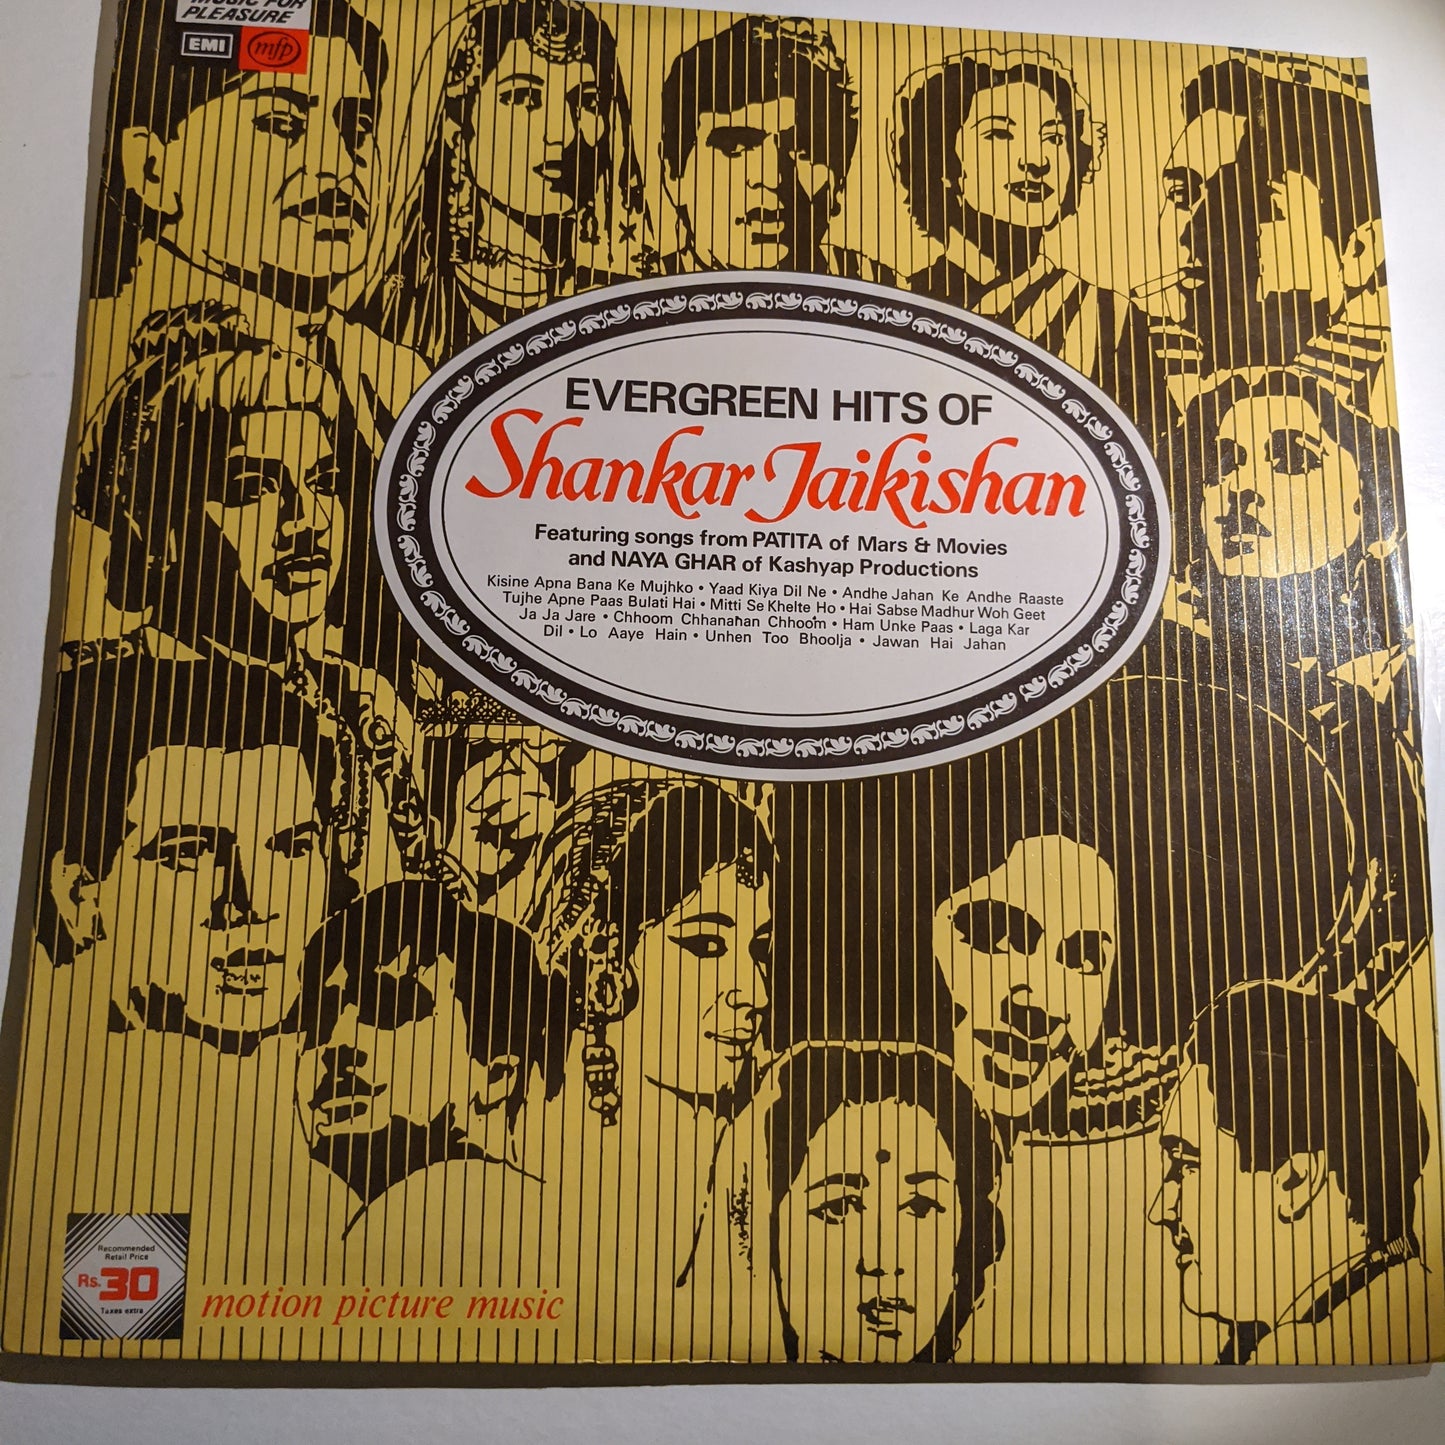 MUSIC FOR
PLEASURE
EMI
mfp
EVERGREEN HITS OF
Shankar Jaikishan
Featuring songs from PATITA of Mars & Movies
and NAYA GHAR of Kashyap Productions
Kisine Apna Bana Ke Mujhko • Yaad Kiya Dil Ne • Andhe Jahan Ke Andhe Raaste
Tujhe Apne Paas Bulati Hai • Mitti Se Khelte Ho • Hai Sabse Madhur Woh Geet
Ja Ja Jare • Chhoom Chhanahan Chhoom • Ham Unke Paas • Laga Kar
Dil • Lo Aaye Hain • Unhen Too Bhoolja • Jawan Hai Jahan
Recommended
Retail Price
Rs.30
Taxes extra
motion picture music